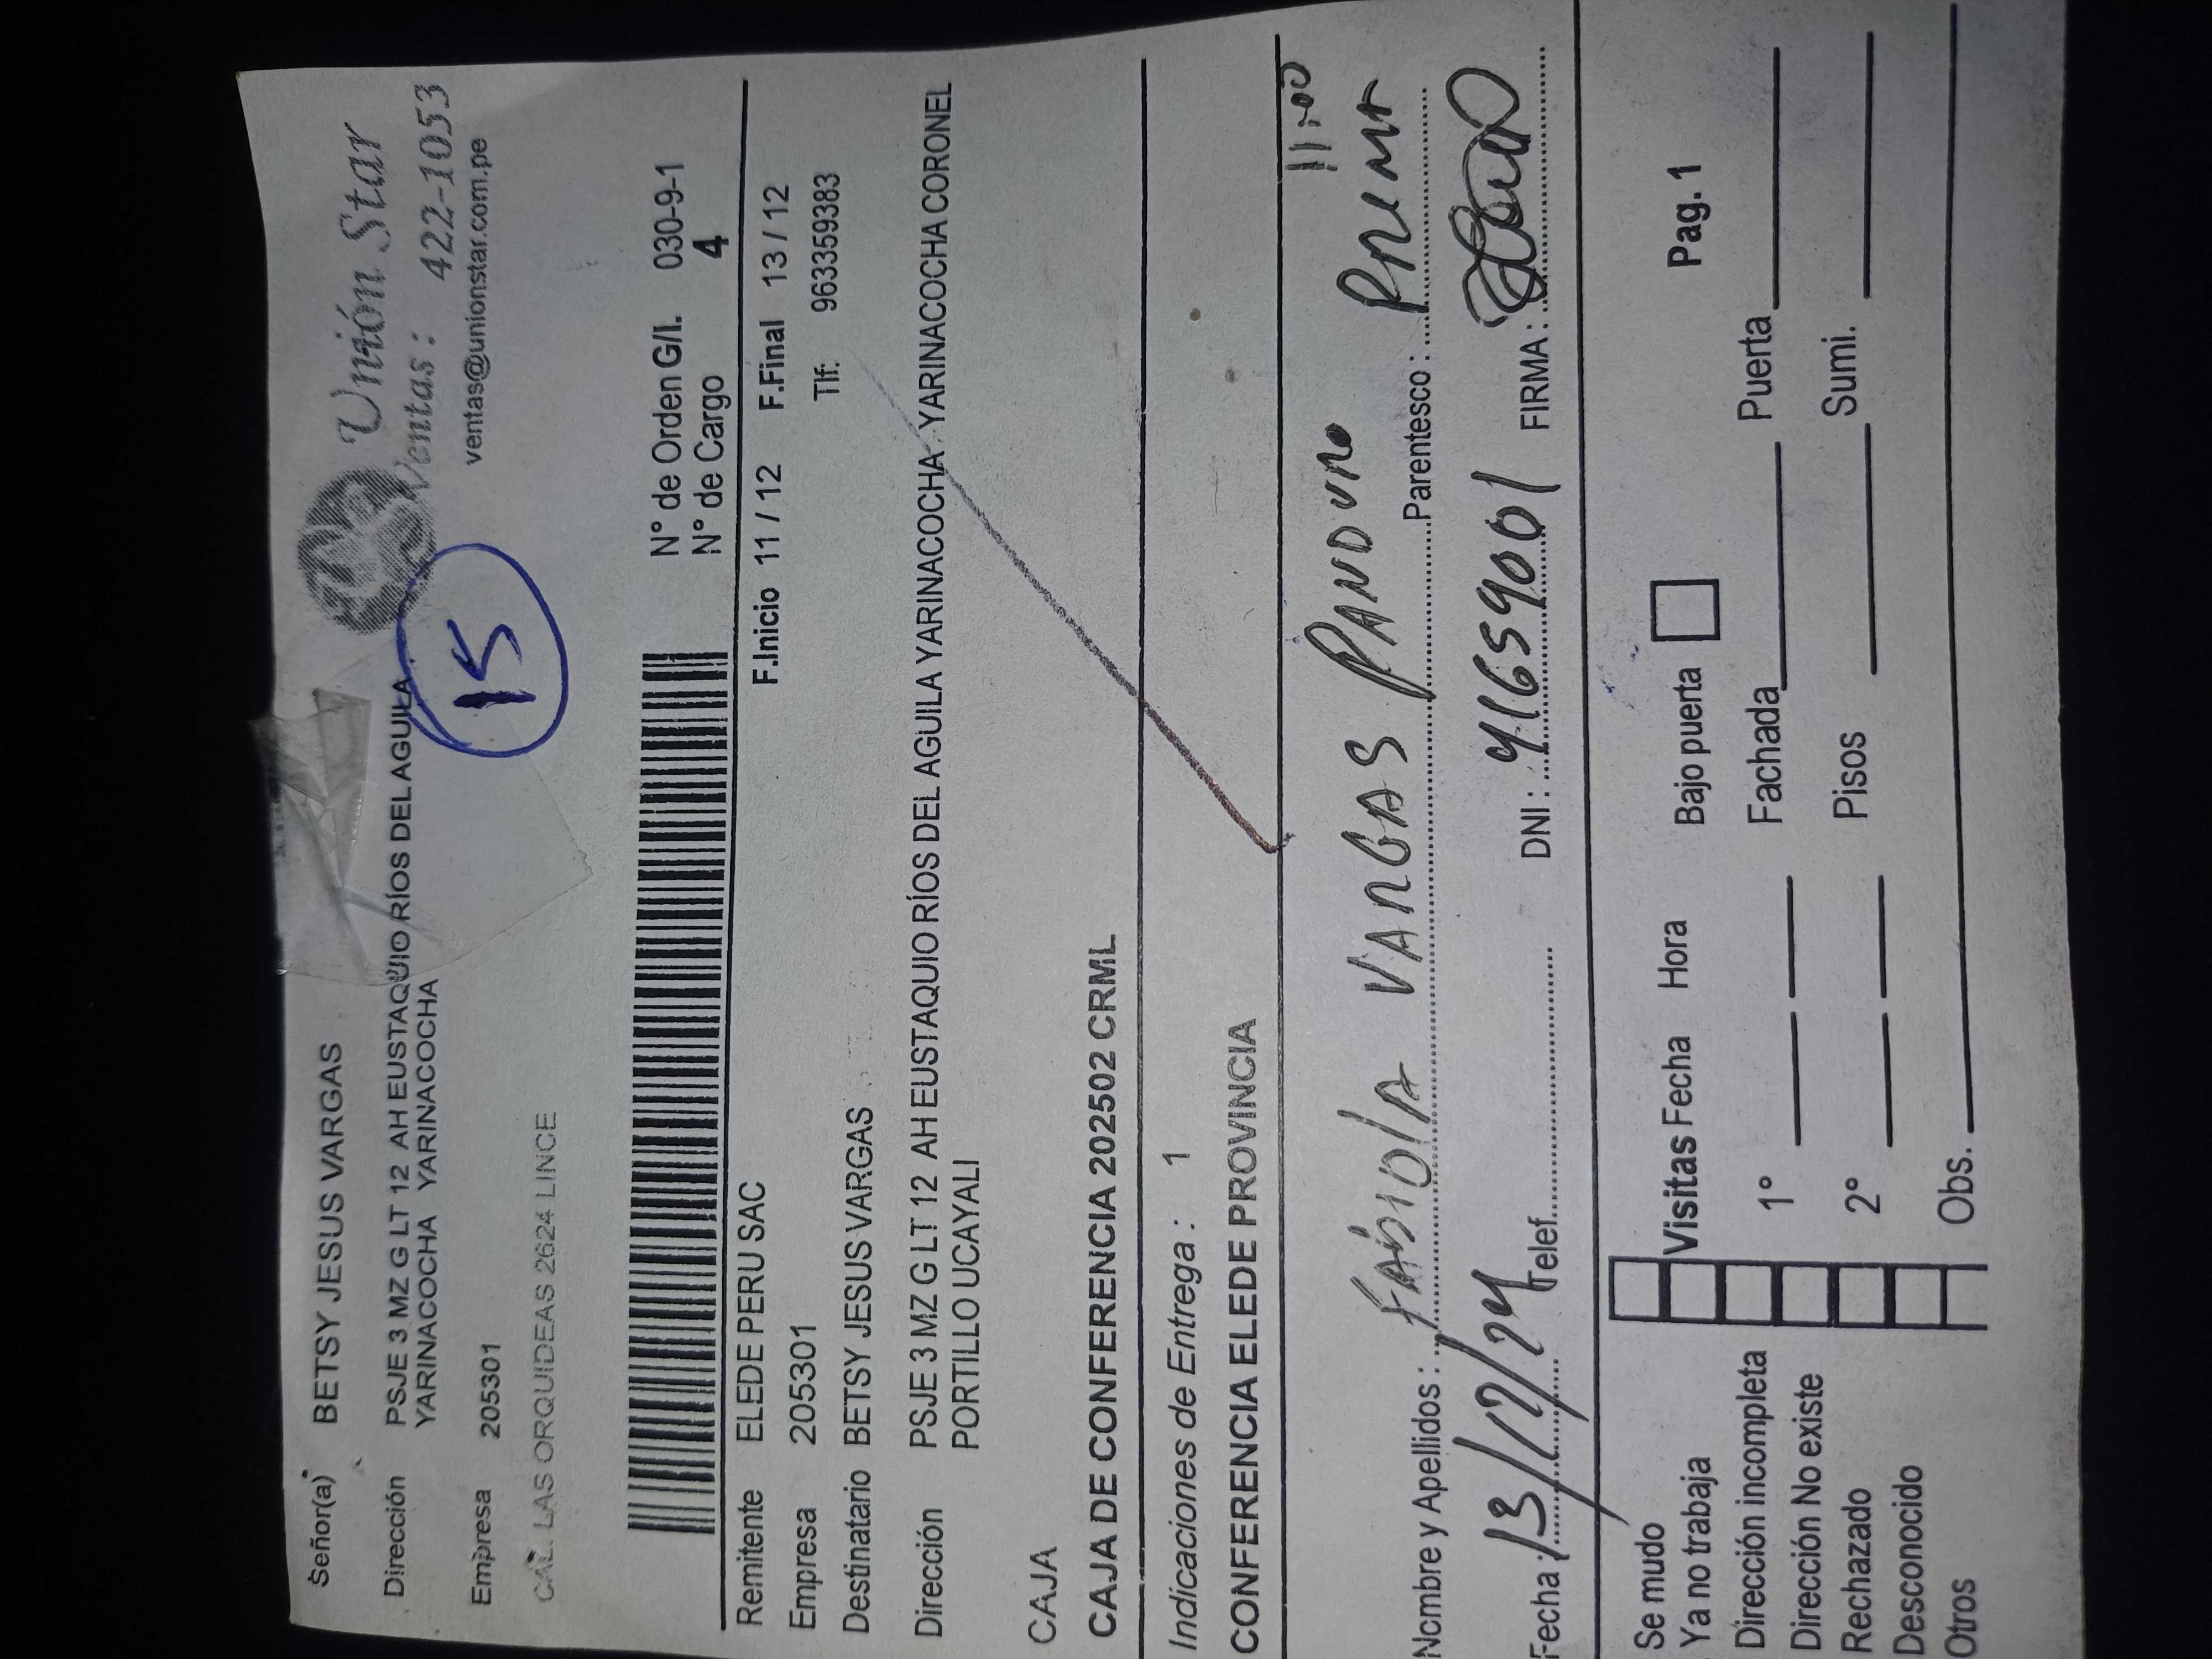 Unión Star
Ventas : 422-1053
ventas@unionstar.com.pe
Señor(a) BETSY JESUS VARGAS
Dirección PSJE 3 MZ G LT 12 AH EUSTAQUIO RÍOS DEL AGUILA
YARINACOCHA YARINACOCHA
Empresa 205301
15
CAL. LAS ORQUIDEAS 2624 LINCE
N° de Orden G/I. 030-9-1
N° de Cargo 4
Remitente ELEDE PERU SAC F.Inicio 11 / 12 F.Final 13 / 12
Empresa 205301 Tlf: 963359383
Destinatario BETSY JESUS VARGAS
Dirección PSJE 3 MZ G LT 12 AH EUSTAQUIO RÍOS DEL AGUILA YARINACOCHA YARINACOCHA CORONEL
PORTILLO UCAYALI
CAJA
CAJA DE CONFERENCIA 202502 CRML
Indicaciones de Entrega : 1
CONFERENCIA ELEDE PROVINCIA
11:00
Nombre y Apellidos : FABIOLA VARGAS PANDURO Parentesco : PRIMA
Fecha : 13/12/24 Telef. DNI : 41659001 FIRMA :
Se mudo
Ya no trabaja Visitas Fecha Hora Bajo puerta Pag. 1
Dirección incompleta 1° Fachada Puerta
Dirección No existe
Rechazado 2° Pisos Sumi.
Desconocido
Otros Obs.